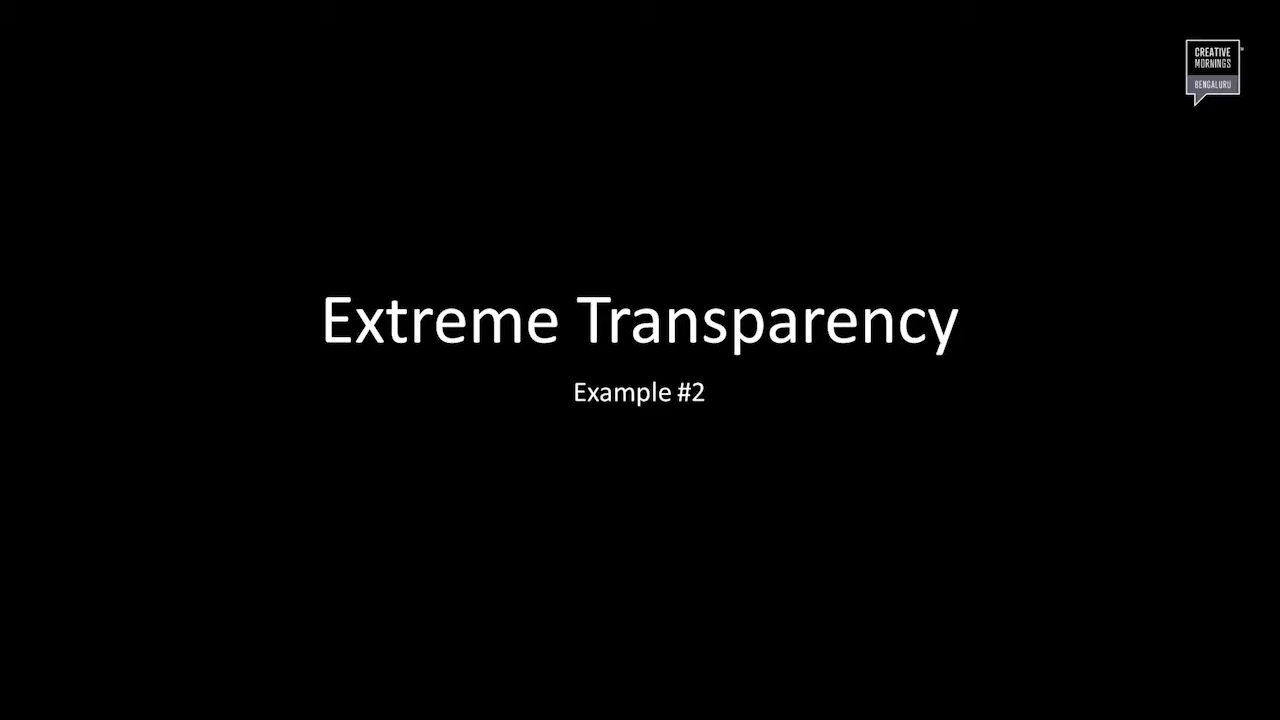 CREATIVE
MORNINGS
BENGALURU
Extreme Transparency
Example #2